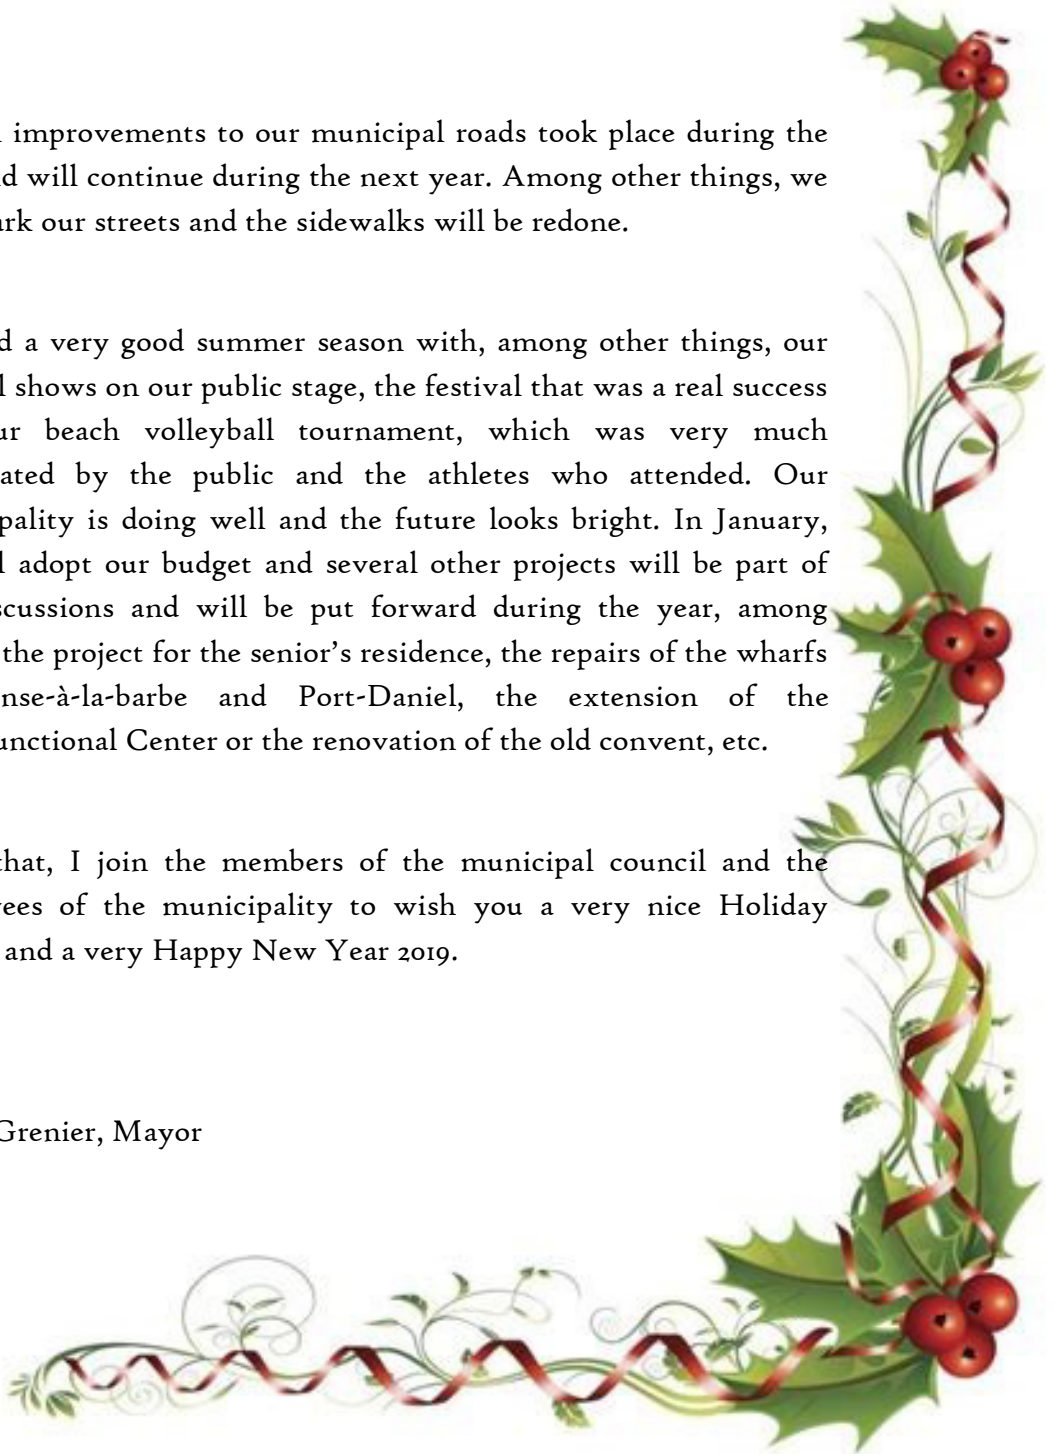 improvements to our municipal roads took place during the
will continue during the next year. Among other things, we
our streets and the sidewalks will be redone.
a very good summer season with, among other things, our
shows on our public stage, the festival that was a real success
beach volleyball tournament, which was very much
ated by the public and the athletes who attended. Our
pality is doing well and the future looks bright. In January,
adopt our budget and several other projects will be part of
scussions and will be put forward during the year, among
the project for the senior's residence, the repairs of the wharfs
nse-à-la-barbe and Port-Daniel, the extension of the
unctional Center or the renovation of the old convent, etc.
that, I join the members of the municipal council and the
yees of the municipality to wish you a very nice Holiday
and a very Happy New Year 2019.
Grenier, Mayor